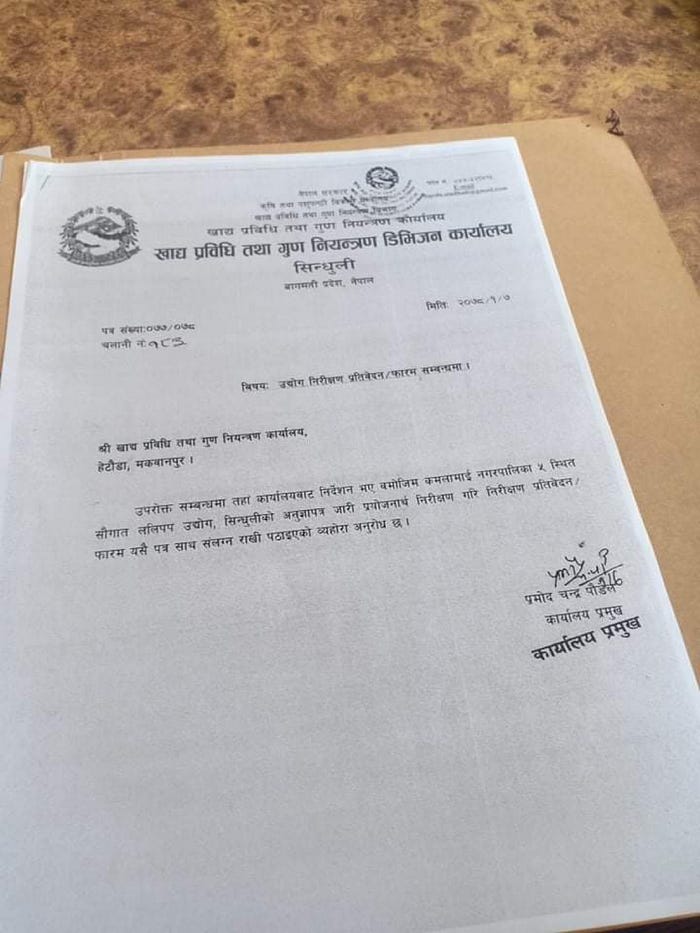 नेपाल सरकार
कृषि तथा पशुपन्छी विकास मन्त्रालय
खाद्य प्रविधि तथा गुण नियन्त्रण विभाग
खाद्य प्रविधि तथा गुण नियन्त्रण कार्यालय
खाद्य प्रविधि तथा गुण नियन्त्रण डिभिजन कार्यालय
सिन्धुली
बागमती प्रदेश, नेपाल
E-mail
मिति: २०७८/१/७
पत्र संख्या:०७७/०७८
चलानी नं:१८३
विषय: उद्योग निरीक्षण प्रतिवेदन/फारम सम्बन्धमा ।
श्री खाद्य प्रविधि तथा गुण नियन्त्रण कार्यालय,
हेटौडा, मकवानपुर ।
उपरोक्त सम्बन्धमा तहां कार्यालयबाट निर्देशन भए बमोजिम कमलामाई नगरपालिका ५ स्थित
सौगात ललिपप उद्योग, सिन्धुलीको अनुज्ञापत्र जारी प्रयोजनार्थ निरीक्षण गरि निरीक्षण प्रतिवेदन/
फारम यसै पत्र साथ संलग्न राखी पठाइएको व्यहोरा अनुरोध छ ।
प्रमोद चन्द्र पौडेल
कार्यालय प्रमुख
कार्यालय प्रमुख